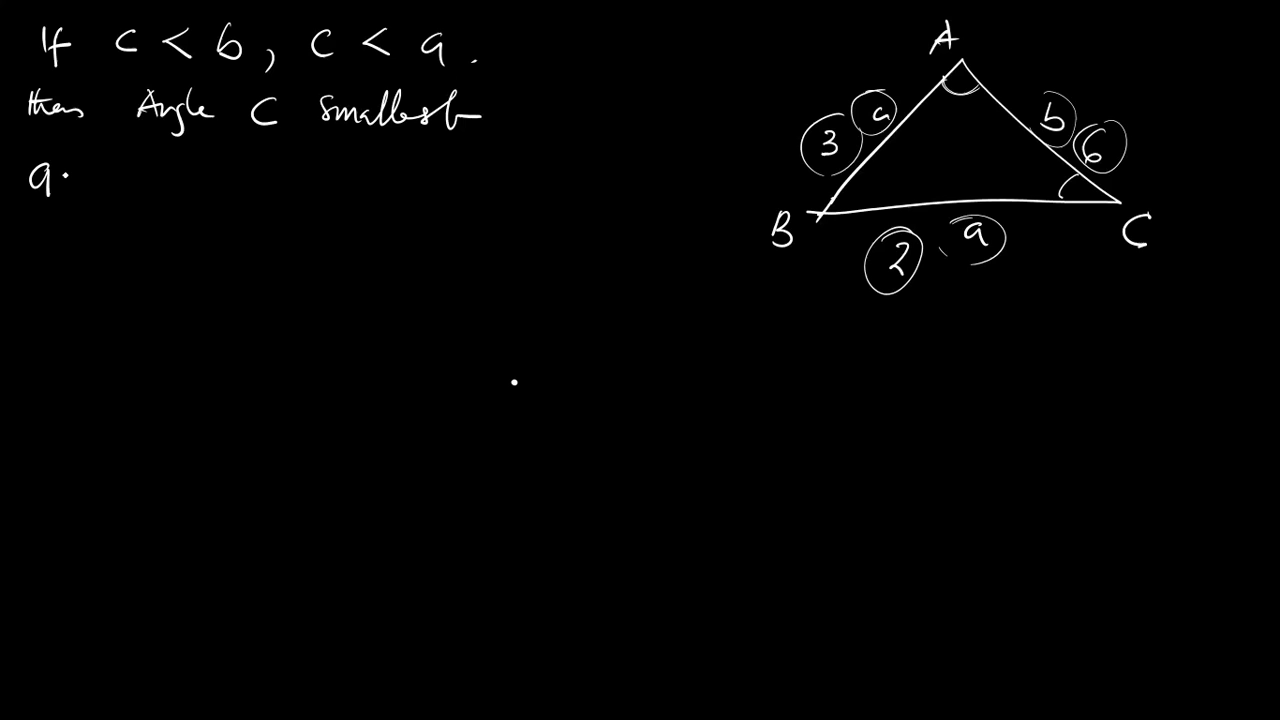 If c < b, c < a.
then Angle C smallest
a.
A
3 a b 6
B 2 a C